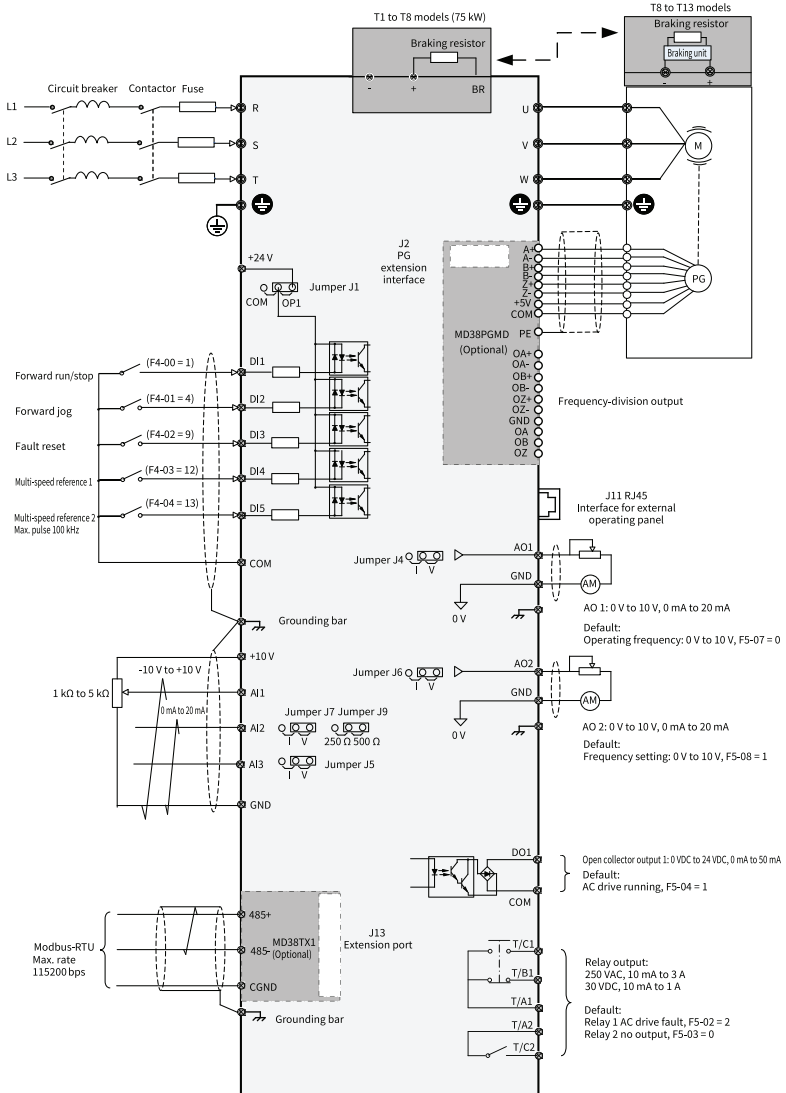 T1 to T8 models (75 kW)
T8 to T13 models
Braking resistor
Braking resistor
Braking unit
-
+
BR
-
+
Circuit breaker
Contactor
Fuse
L1
R
U
L2
S
V
M
L3
T
W
+24 V
J2
PG
extension
interface
COM
OP1
Jumper J1
A+
A-
B+
B-
Z+
Z-
+5V
COM
PG
MD38PGMD
(Optional)
PE
OA+
OA-
OB+
OB-
OZ+
OZ-
GND
OA
OB
OZ
Frequency-division output
Forward run/stop
(F4-00 = 1)
DI1
Forward jog
(F4-01 = 4)
DI2
Fault reset
(F4-02 = 9)
DI3
Multi-speed reference 1
(F4-03 = 12)
DI4
Multi-speed reference 2
Max. pulse 100 kHz
(F4-04 = 13)
DI5
COM
J11 RJ45
Interface for external
operating panel
Jumper J4
I
V
AO1
GND
AM
0 V
AO 1: 0 V to 10 V, 0 mA to 20 mA
Default:
Operating frequency: 0 V to 10 V, F5-07 = 0
Grounding bar
+10 V
-10 V to +10 V
1 kΩ to 5 kΩ
AI1
0 mA to 20 mA
AI2
Jumper J7
Jumper J9
I
V
250 Ω
500 Ω
AI3
Jumper J5
I
V
GND
Jumper J6
I
V
AO2
GND
AM
0 V
AO 2: 0 V to 10 V, 0 mA to 20 mA
Default:
Frequency setting: 0 V to 10 V, F5-08 = 1
DO1
COM
Open collector output 1: 0 VDC to 24 VDC, 0 mA to 50 mA
Default:
AC drive running, F5-04 = 1
Modbus-RTU
Max. rate
115200 bps
485+
485-
CGND
MD38TX1
(Optional)
J13
Extension port
Grounding bar
T/C1
T/B1
T/A1
T/A2
T/C2
Relay output:
250 VAC, 10 mA to 3 A
30 VDC, 10 mA to 1 A
Default:
Relay 1 AC drive fault, F5-02 = 2
Relay 2 no output, F5-03 = 0